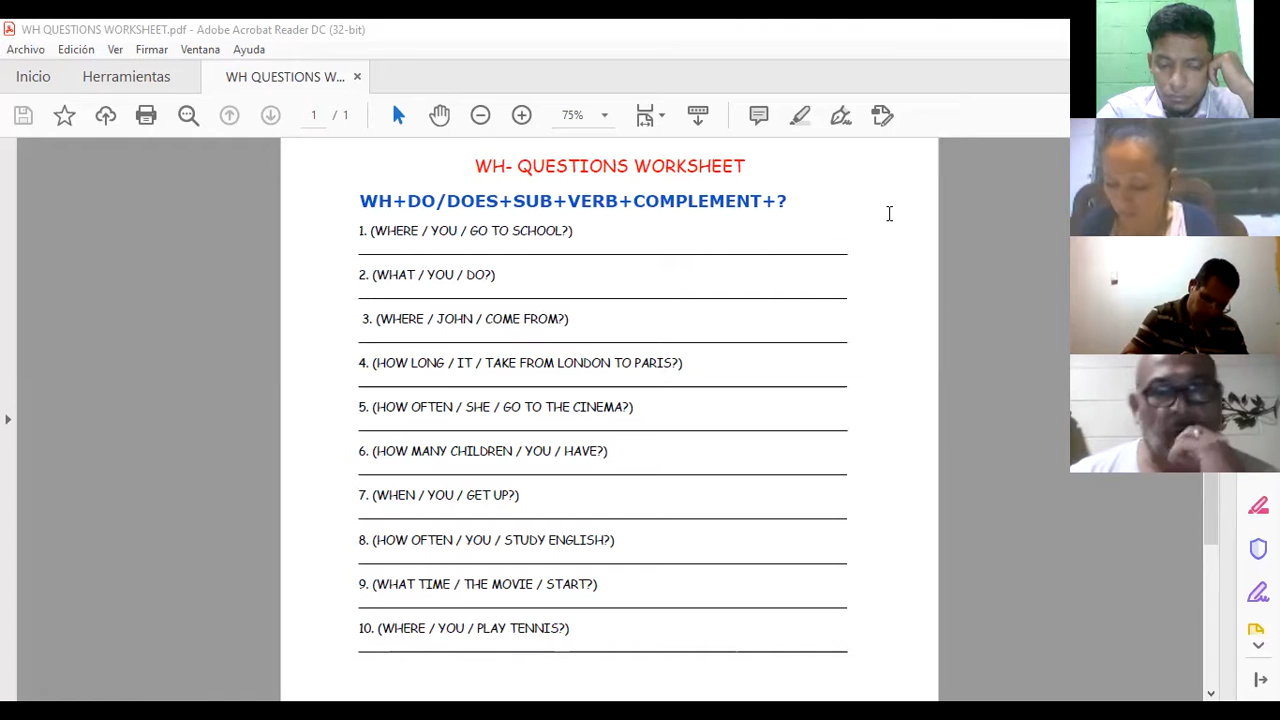 WH QUESTIONS WORKSHEET.pdf - Adobe Acrobat Reader DC (32-bit)
Archivo Edición Ver Firmar Ventana Ayuda
Inicio Herramientas WH QUESTIONS W... ×
1 / 1 75%
WH- QUESTIONS WORKSHEET
WH+DO/DOES+SUB+VERB+COMPLEMENT+?
1. (WHERE / YOU / GO TO SCHOOL?)
2. (WHAT / YOU / DO?)
3. (WHERE / JOHN / COME FROM?)
4. (HOW LONG / IT / TAKE FROM LONDON TO PARIS?)
5. (HOW OFTEN / SHE / GO TO THE CINEMA?)
6. (HOW MANY CHILDREN / YOU / HAVE?)
7. (WHEN / YOU / GET UP?)
8. (HOW OFTEN / YOU / STUDY ENGLISH?)
9. (WHAT TIME / THE MOVIE / START?)
10. (WHERE / YOU / PLAY TENNIS?)